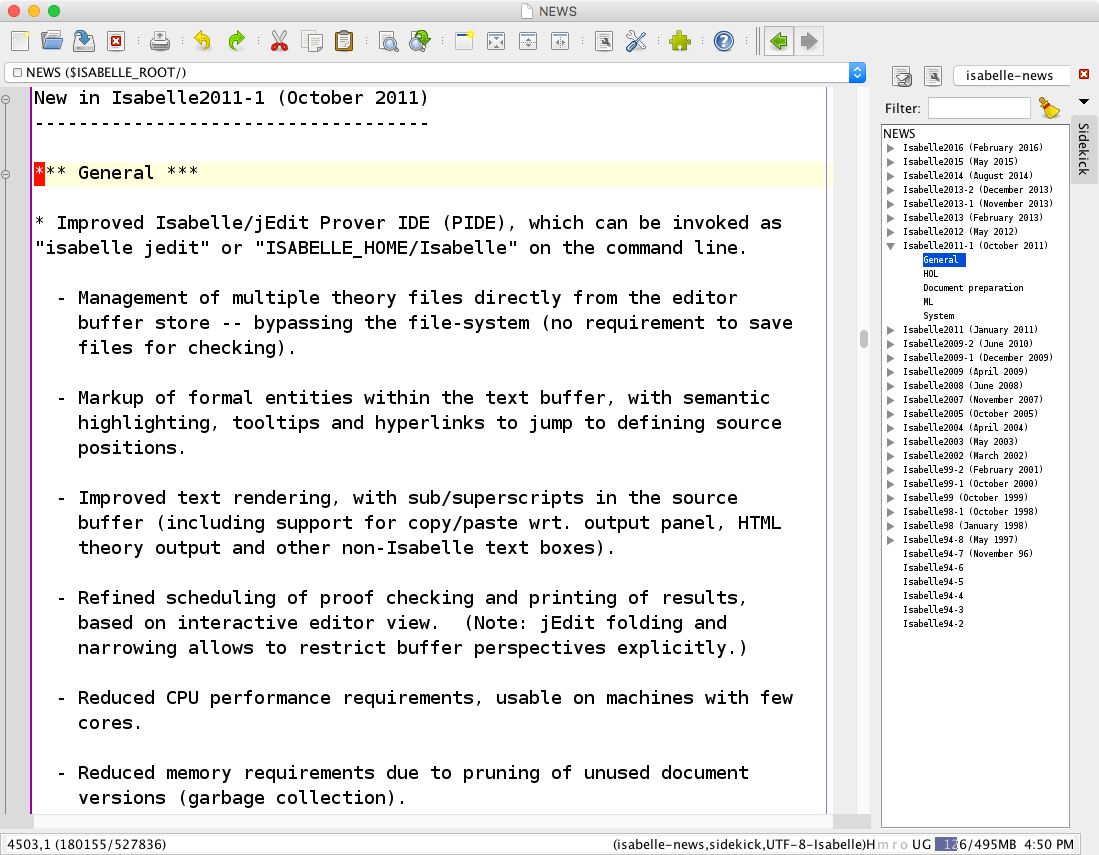 NEWS
NEWS ($ISABELLE_ROOT/)
New in Isabelle2011-1 (October 2011)
------------------------------------
*** General ***
* Improved Isabelle/jEdit Prover IDE (PIDE), which can be invoked as
"isabelle jedit" or "ISABELLE_HOME/Isabelle" on the command line.
- Management of multiple theory files directly from the editor
buffer store -- bypassing the file-system (no requirement to save
files for checking).
- Markup of formal entities within the text buffer, with semantic
highlighting, tooltips and hyperlinks to jump to defining source
positions.
- Improved text rendering, with sub/superscripts in the source
buffer (including support for copy/paste wrt. output panel, HTML
theory output and other non-Isabelle text boxes).
- Refined scheduling of proof checking and printing of results,
based on interactive editor view.  (Note: jEdit folding and
narrowing allows to restrict buffer perspectives explicitly.)
- Reduced CPU performance requirements, usable on machines with few
cores.
- Reduced memory requirements due to pruning of unused document
versions (garbage collection).
isabelle-news
Filter:
Sidekick
NEWS
Isabelle2016 (February 2016)
Isabelle2015 (May 2015)
Isabelle2014 (August 2014)
Isabelle2013-2 (December 2013)
Isabelle2013-1 (November 2013)
Isabelle2013 (February 2013)
Isabelle2012 (May 2012)
Isabelle2011-1 (October 2011)
General
HOL
Document preparation
ML
System
Isabelle2011 (January 2011)
Isabelle2009-2 (June 2010)
Isabelle2009-1 (December 2009)
Isabelle2009 (April 2009)
Isabelle2008 (June 2008)
Isabelle2007 (November 2007)
Isabelle2005 (October 2005)
Isabelle2004 (April 2004)
Isabelle2003 (May 2003)
Isabelle2002 (March 2002)
Isabelle99-2 (February 2001)
Isabelle99-1 (October 2000)
Isabelle99 (October 1999)
Isabelle98-1 (October 1998)
Isabelle98 (January 1998)
Isabelle94-8 (May 1997)
Isabelle94-7 (November 96)
Isabelle94-6
Isabelle94-5
Isabelle94-4
Isabelle94-3
Isabelle94-2
4503,1 (180155/527836)
(isabelle-news,sidekick,UTF-8-Isabelle)H m r o UG 126/495MB 4:50 PM